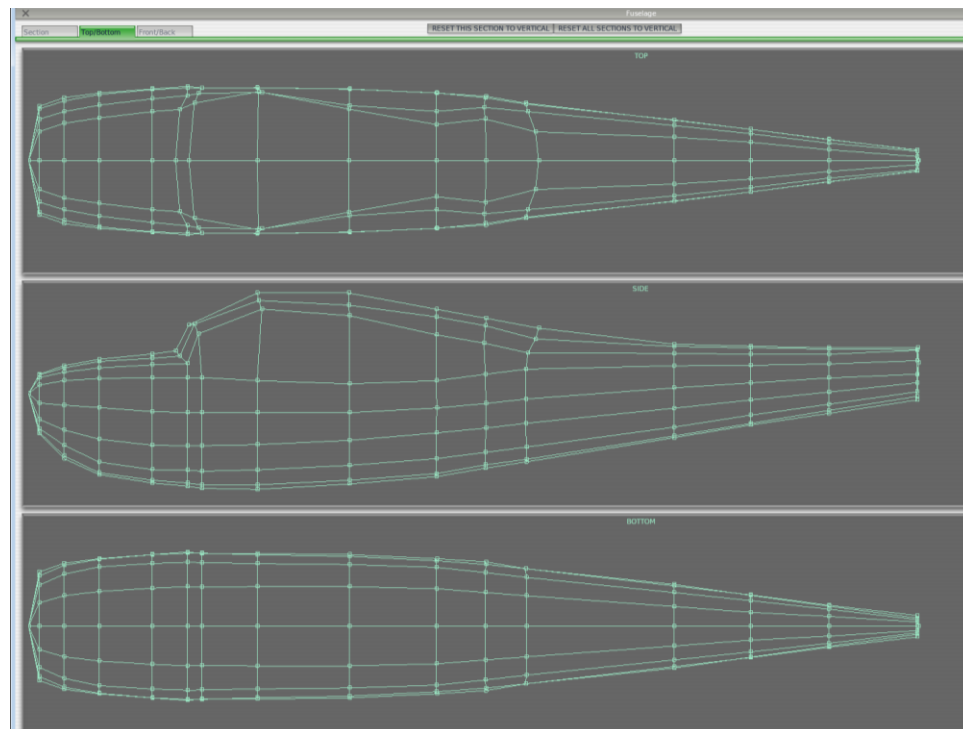 Fuselage
Section Top/Bottom Front/Back RESET THIS SECTION TO VERTICAL RESET ALL SECTIONS TO VERTICAL
TOP
SIDE
BOTTOM